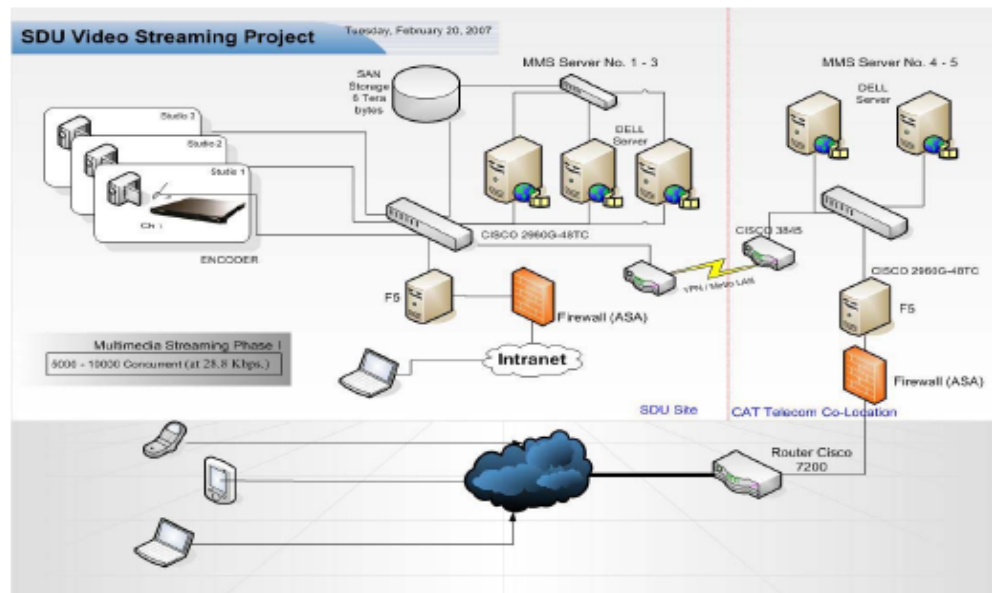 SDU Video Streaming Project
Tuesday, February 20, 2007
SAN
Storage
6 Tera
bytes
MMS Server No. 1 - 3
MMS Server No. 4 - 5
DELL
Server
DELL
Server
Studio 3
Studio 2
Studio 1
Ch 1
ENCODER
CISCO 2960G-48TC
CISCO 3845
VPN / Metro LAN
CISCO 2960G-48TC
F5
F5
Firewall (ASA)
Firewall (ASA)
Intranet
Multimedia Streaming Phase I
5000 - 10000 Concurrent (at 28.8 Kbps.)
SDU Site
CAT Telecom Co-Location
Router Cisco
7200